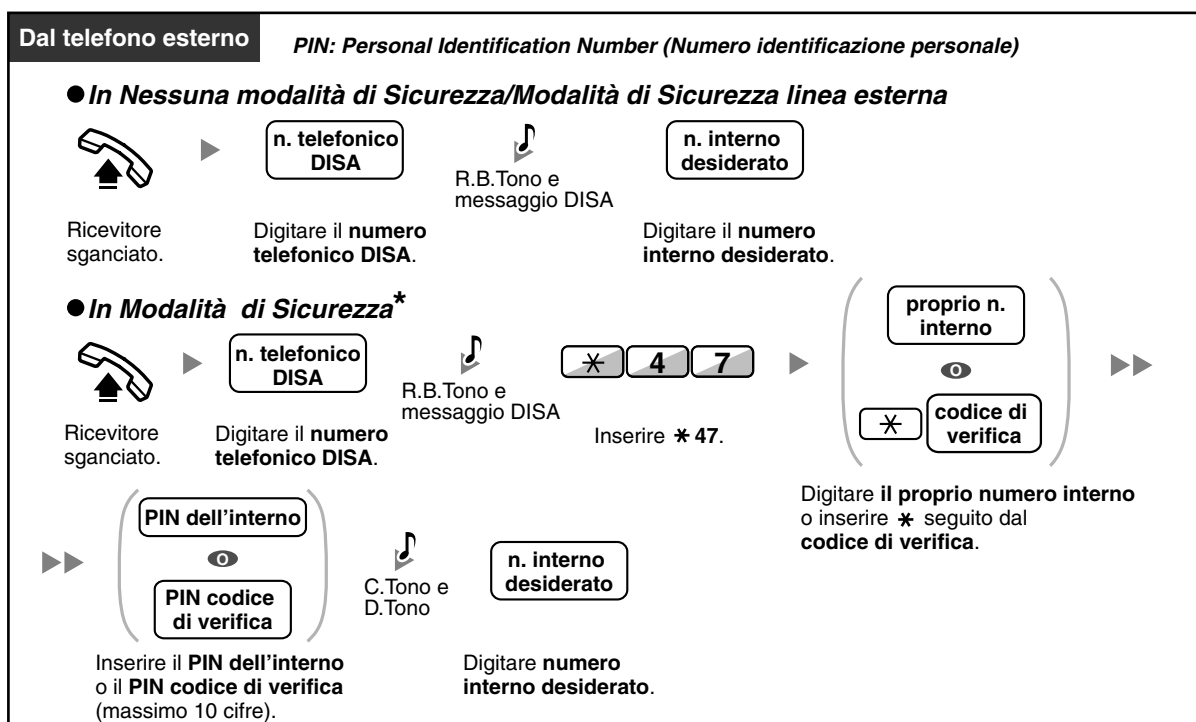 Dal telefono esterno
PIN: Personal Identification Number (Numero identificazione personale)
●In Nessuna modalità di Sicurezza/Modalità di Sicurezza linea esterna
n. telefonico
DISA
n. interno
desiderato
R.B.Tono e
messaggio DISA
Ricevitore
sganciato.
Digitare il numero
telefonico DISA.
Digitare il numero
interno desiderato.
●In Modalità di Sicurezza*
n. telefonico
DISA
R.B.Tono e
messaggio DISA
* 4 7
proprio n.
interno
o
* codice di
verifica
Ricevitore
sganciato.
Digitare il numero
telefonico DISA.
Inserire * 47.
Digitare il proprio numero interno
o inserire * seguito dal
codice di verifica.
PIN dell'interno
o
PIN codice
di verifica
C.Tono e
D.Tono
n. interno
desiderato
Inserire il PIN dell'interno
o il PIN codice di verifica
(massimo 10 cifre).
Digitare numero
interno desiderato.